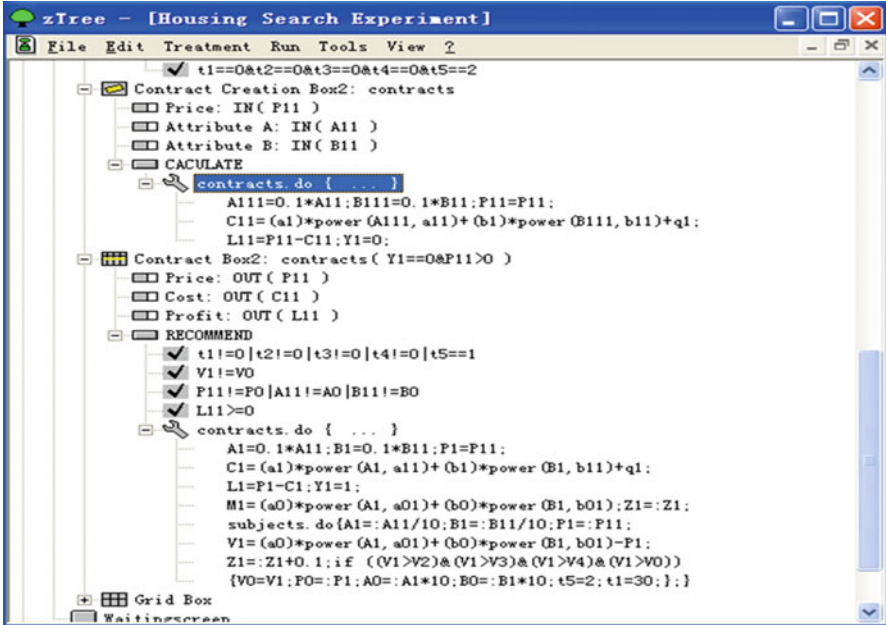 zTree - [Housing Search Experiment]
File Edit Treatment Run Tools View ?
t1==0&t2==0&t3==0&t4==0&t5==2
Contract Creation Box2: contracts
Price: IN( P11 )
Attribute A: IN( A11 )
Attribute B: IN( B11 )
CACULATE
contracts.do { ... }
A111=0.1*A11;B111=0.1*B11;P11=P11;
C11=(a1)*power(A111,a11)+(b1)*power(B111,b11)+q1;
L11=P11-C11;Y1=0;
Contract Box2: contracts( Y1==0&P11>0 )
Price: OUT( P11 )
Cost: OUT( C11 )
Profit: OUT( L11 )
RECOMMEND
t1!=0|t2!=0|t3!=0|t4!=0|t5==1
V1!=V0
P11!=P0|A11!=A0|B11!=B0
L11>=0
contracts.do { ... }
A1=0.1*A11;B1=0.1*B11;P1=P11;
C1=(a1)*power(A1,a11)+(b1)*power(B1,b11)+q1;
L1=P1-C1;Y1=1;
M1=(a0)*power(A1,a01)+(b0)*power(B1,b01);Z1=:Z1;
subjects.do{A1=:A11/10;B1=:B11/10;P1=:P11;
V1=(a0)*power(A1,a01)+(b0)*power(B1,b01)-P1;
Z1=:Z1+0.1;if ((V1>V2)&(V1>V3)&(V1>V4)&(V1>V0))
{V0=V1;P0=:P1;A0=:A1*10;B0=:B1*10;t5=2;t1=30;};}
Grid Box
Waitingscreen